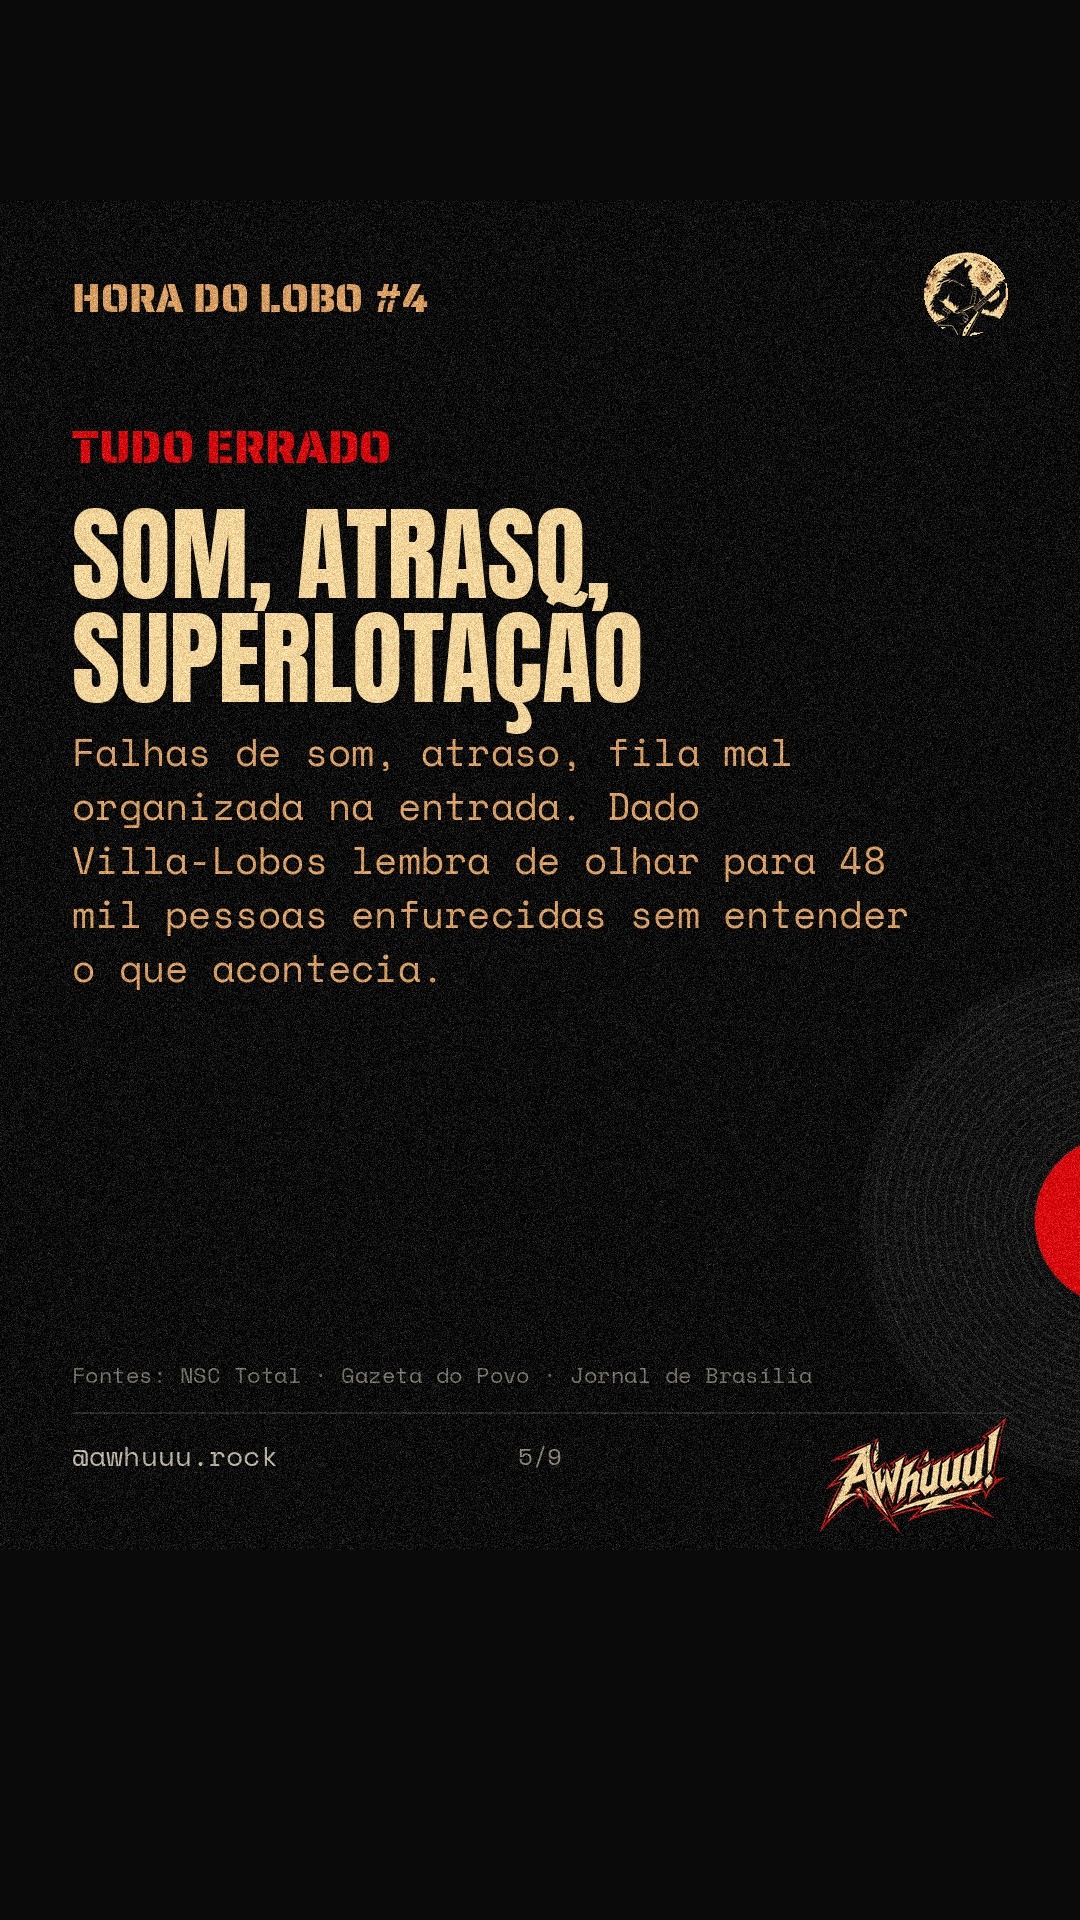 HORA DO LOBO #4
TUDO ERRADO
SOM, ATRASO,
SUPERLOTAÇÃO
Falhas de som, atraso, fila mal
organizada na entrada. Dado
Villa-Lobos lembra de olhar para 48
mil pessoas enfurecidas sem entender
o que acontecia.
Fontes: NSC Total · Gazeta do Povo · Jornal de Brasília
@awhuuu.rock
5/9
Awhuuu!